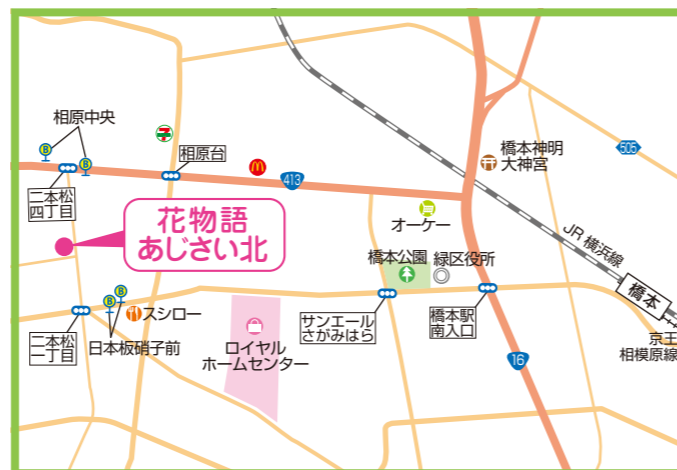 相原中央
B
B
7
ELEVEN
相原台
M
413
二本松
四丁目
花物語
あじさい北
オーケー
橋本神明
大神宮
505
JR 横浜線
橋本
橋本公園
緑区役所
B
B
スシロー
二本松
一丁目
日本板硝子前
ロイヤル
ホームセンター
サンエール
さがみはら
橋本駅
南入口
16
京王
相模原線